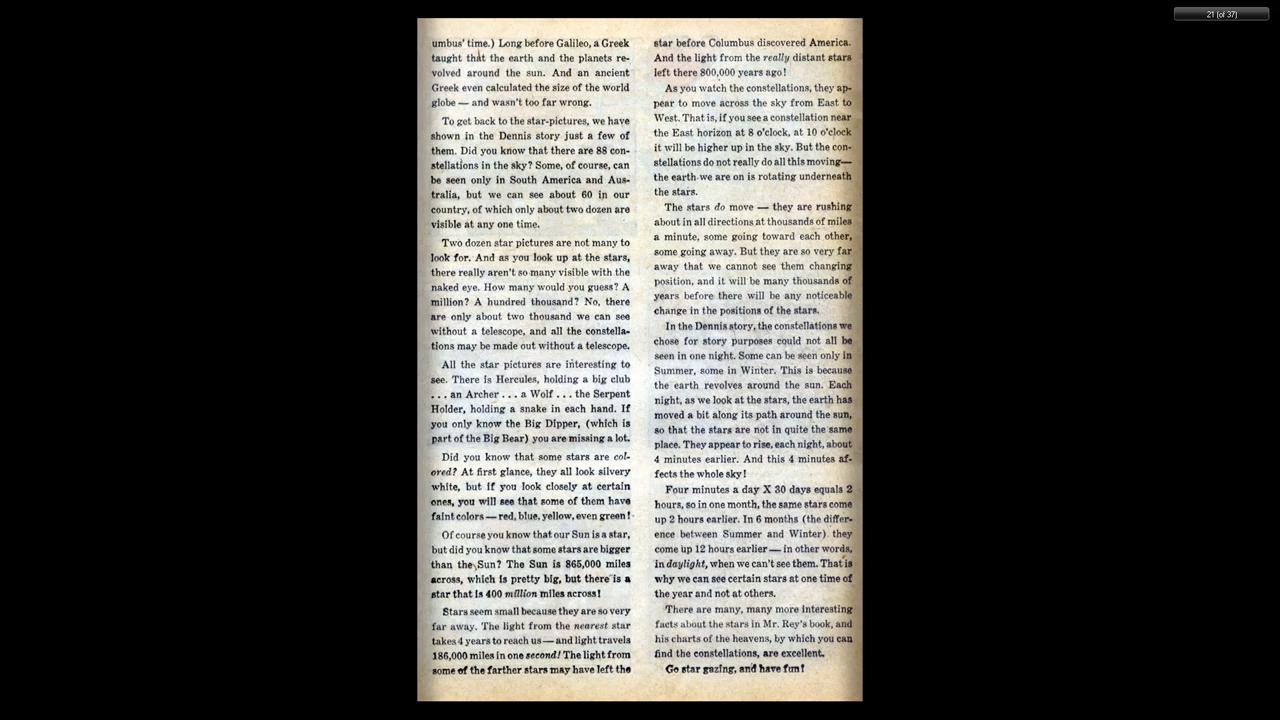 21 (of 37)
umbus' time.) Long before Galileo, a Greek
taught that the earth and the planets re-
volved around the sun. And an ancient
Greek even calculated the size of the world
globe — and wasn't too far wrong.
To get back to the star-pictures, we have
shown in the Dennis story just a few of
them. Did you know that there are 88 con-
stellations in the sky? Some, of course, can
be seen only in South America and Aus-
tralia, but we can see about 60 in our
country, of which only about two dozen are
visible at any one time.
Two dozen star pictures are not many to
look for. And as you look up at the stars,
there really aren't so many visible with the
naked eye. How many would you guess? A
million? A hundred thousand? No, there
are only about two thousand we can see
without a telescope, and all the constella-
tions may be made out without a telescope.
All the star pictures are interesting to
see. There is Hercules, holding a big club
. . . an Archer . . . a Wolf . . . the Serpent
Holder, holding a snake in each hand. If
you only know the Big Dipper, (which is
part of the Big Bear) you are missing a lot.
Did you know that some stars are col-
ored? At first glance, they all look silvery
white, but if you look closely at certain
ones, you will see that some of them have
faint colors — red, blue, yellow, even green!
Of course you know that our Sun is a star,
but did you know that some stars are bigger
than the Sun? The Sun is 865,000 miles
across, which is pretty big, but there is a
star that is 400 million miles across!
Stars seem small because they are so very
far away. The light from the nearest star
takes 4 years to reach us — and light travels
186,000 miles in one second! The light from
some of the farther stars may have left the
star before Columbus discovered America.
And the light from the really distant stars
left there 800,000 years ago!
As you watch the constellations, they ap-
pear to move across the sky from East to
West. That is, if you see a constellation near
the East horizon at 8 o'clock, at 10 o'clock
it will be higher up in the sky. But the con-
stellations do not really do all this moving—
the earth we are on is rotating underneath
the stars.
The stars do move — they are rushing
about in all directions at thousands of miles
a minute, some going toward each other,
some going away. But they are so very far
away that we cannot see them changing
position, and it will be many thousands of
years before there will be any noticeable
change in the positions of the stars.
In the Dennis story, the constellations we
chose for story purposes could not all be
seen in one night. Some can be seen only in
Summer, some in Winter. This is because
the earth revolves around the sun. Each
night, as we look at the stars, the earth has
moved a bit along its path around the sun,
so that the stars are not in quite the same
place. They appear to rise, each night, about
4 minutes earlier. And this 4 minutes af-
fects the whole sky!
Four minutes a day X 30 days equals 2
hours, so in one month, the same stars come
up 2 hours earlier. In 6 months (the differ-
ence between Summer and Winter) they
come up 12 hours earlier — in other words,
in daylight, when we can't see them. That is
why we can see certain stars at one time of
the year and not at others.
There are many, many more interesting
facts about the stars in Mr. Rey's book, and
his charts of the heavens, by which you can
find the constellations, are excellent.
Go star gazing, and have fun!